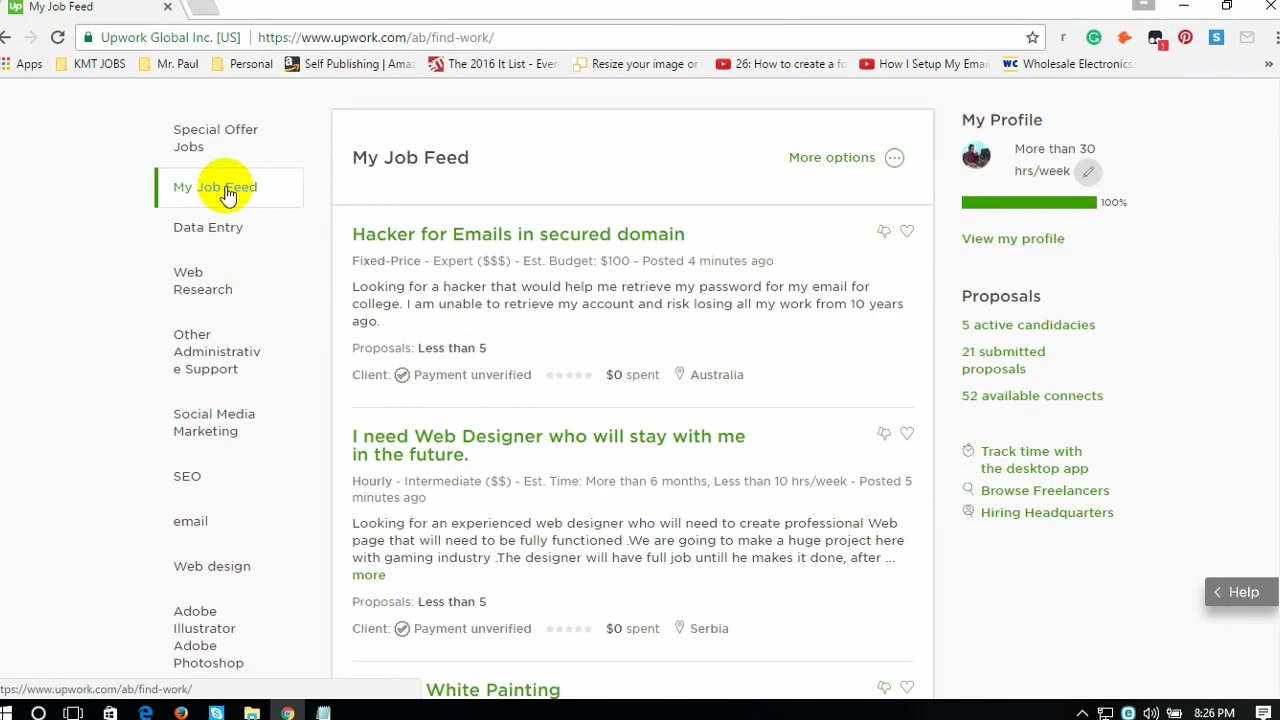 Up My Job Feed ×
Upwork Global Inc. [US] https://www.upwork.com/ab/find-work/
r S 1
Apps KMT JOBS Mr. Paul Personal Self Publishing | Ama The 2016 It List - Even Resize your image or 26: How to create a fo How I Setup My Email WC Wholesale Electronics »
Special Offer
Jobs
My Job Feed
Data Entry
Web
Research
Other
Administrativ
e Support
Social Media
Marketing
SEO
email
Web design
Adobe
Illustrator
Adobe
Photoshop
My Job Feed
More options
Hacker for Emails in secured domain
Fixed-Price - Expert ($$$) - Est. Budget: $100 - Posted 4 minutes ago
Looking for a hacker that would help me retrieve my password for my email for
college. I am unable to retrieve my account and risk losing all my work from 10 years
ago.
Proposals: Less than 5
Client: Payment unverified $0 spent Australia
I need Web Designer who will stay with me
in the future.
Hourly - Intermediate ($$) - Est. Time: More than 6 months, Less than 10 hrs/week - Posted 5
minutes ago
Looking for an experienced web designer who will need to create professional Web
page that will need to be fully functioned .We are going to make a huge project here
with gaming industry .The designer will have full job untill he makes it done, after ...
more
Proposals: Less than 5
Client: Payment unverified $0 spent Serbia
White Painting
My Profile
More than 30
hrs/week
100%
View my profile
Proposals
5 active candidacies
21 submitted
proposals
52 available connects
Track time with
the desktop app
Browse Freelancers
Hiring Headquarters
Help
ttps://www.upwork.com/ab/find-work/
8:26 PM